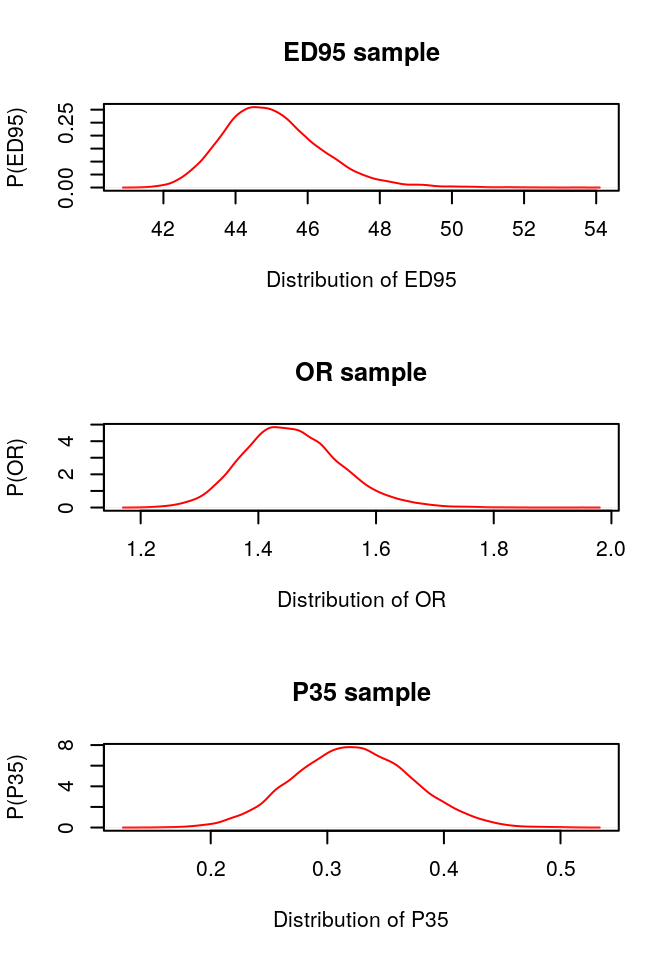 ED95 sample
P(ED95)
0.25
0.00
42 44 46 48 50 52 54
Distribution of ED95
OR sample
P(OR)
4
2
0
1.2 1.4 1.6 1.8 2.0
Distribution of OR
P35 sample
P(P35)
8
4
0
0.2 0.3 0.4 0.5
Distribution of P35